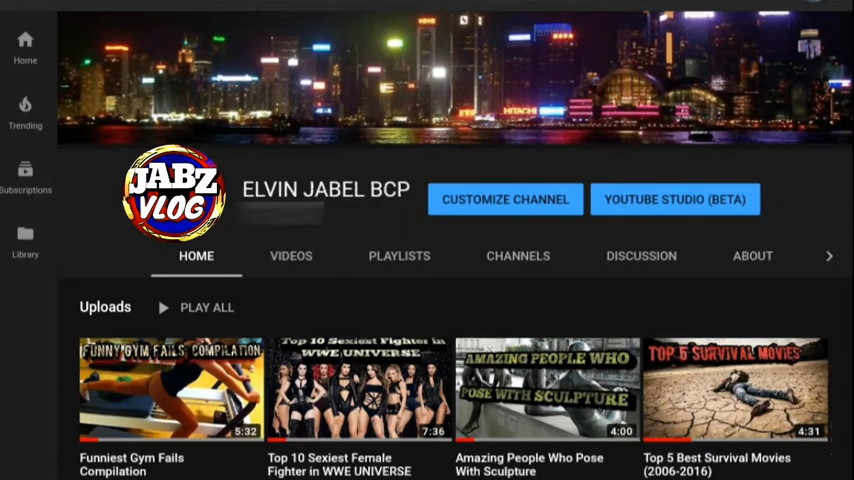 Home
Trending
Subscriptions
Library
Panasonic
HITACHI
JABZ
VLOG
ELVIN JABEL BCP
CUSTOMIZE CHANNEL
YOUTUBE STUDIO (BETA)
HOME
VIDEOS
PLAYLISTS
CHANNELS
DISCUSSION
ABOUT
Uploads
PLAY ALL
FUNNY GYM FAILS COMPILATION
5:32
Funniest Gym Fails
Compilation
Top 10 Sexiest Fighter in
WWE UNIVERSE
7:36
Top 10 Sexiest Female
Fighter in WWE UNIVERSE
AMAZING PEOPLE WHO
POSE WITH SCULPTURE
4:00
Amazing People Who Pose
With Sculpture
TOP 5 SURVIVAL MOVIES
4:31
Top 5 Best Survival Movies
(2006-2016)